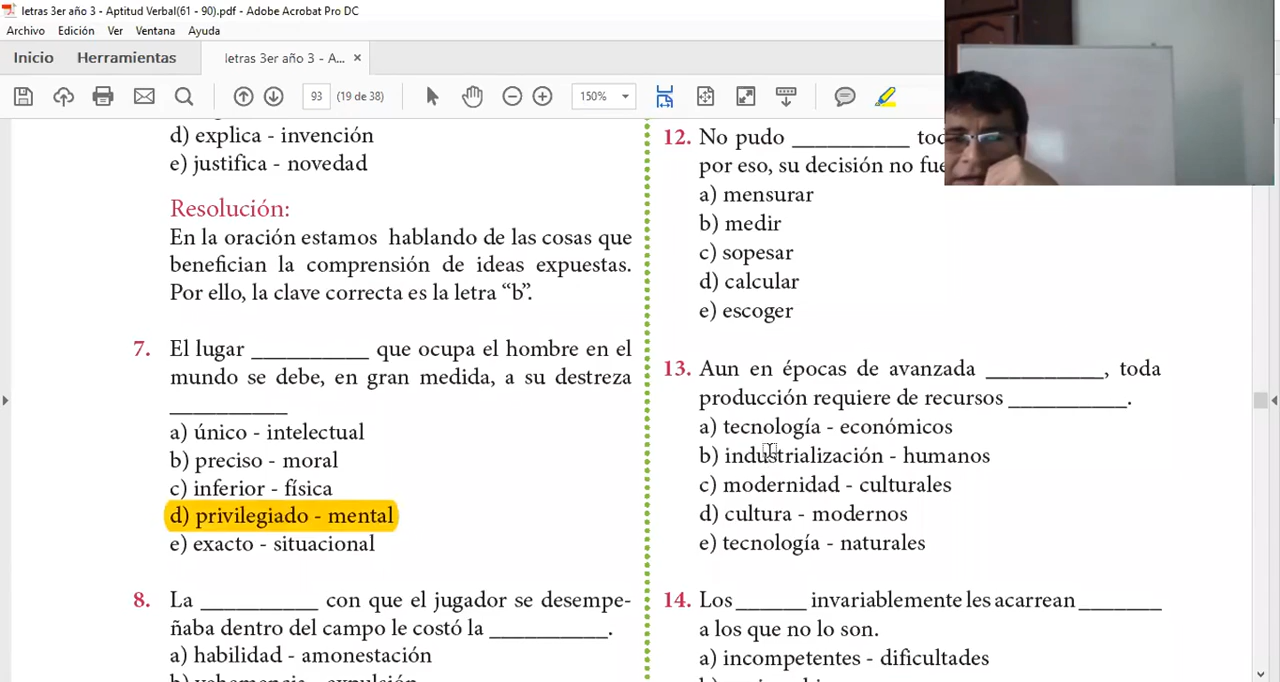 letras 3er año 3 - Aptitud Verbal(61 - 90).pdf - Adobe Acrobat Pro DC
Archivo Edición Ver Ventana Ayuda
Inicio Herramientas letras 3er año 3 - A... ×
93 (19 de 38) 150%
d) explica - invención
e) justifica - novedad
Resolución:
En la oración estamos hablando de las cosas que
benefician la comprensión de ideas expuestas.
Por ello, la clave correcta es la letra “b”.
7. El lugar __________ que ocupa el hombre en el
mundo se debe, en gran medida, a su destreza
__________
a) único - intelectual
b) preciso - moral
c) inferior - física
d) privilegiado - mental
e) exacto - situacional
8. La __________ con que el jugador se desempe-
ñaba dentro del campo le costó la __________.
a) habilidad - amonestación
12. No pudo __________
por eso, su decisión no
a) mensurar
b) medir
c) sopesar
d) calcular
e) escoger
13. Aun en épocas de avanzada __________, toda
producción requiere de recursos __________.
a) tecnología - económicos
b) industrialización - humanos
c) modernidad - culturales
d) cultura - modernos
e) tecnología - naturales
14. Los ______ invariablemente les acarrean _______
a los que no lo son.
a) incompetentes - dificultades